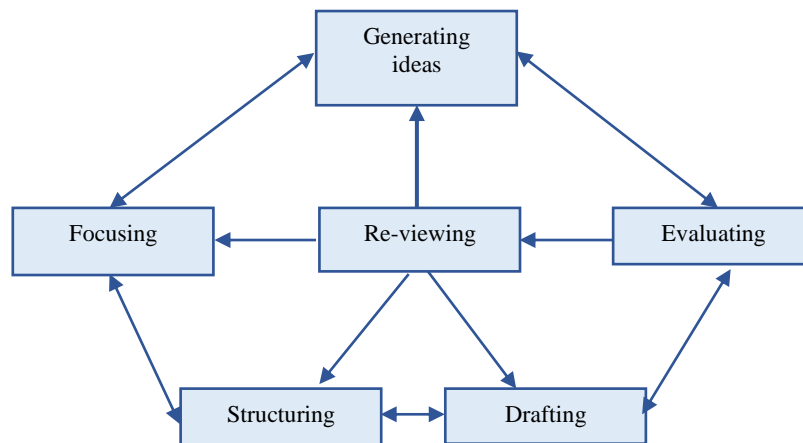 Generating
ideas
Focusing
Re-viewing
Evaluating
Structuring
Drafting